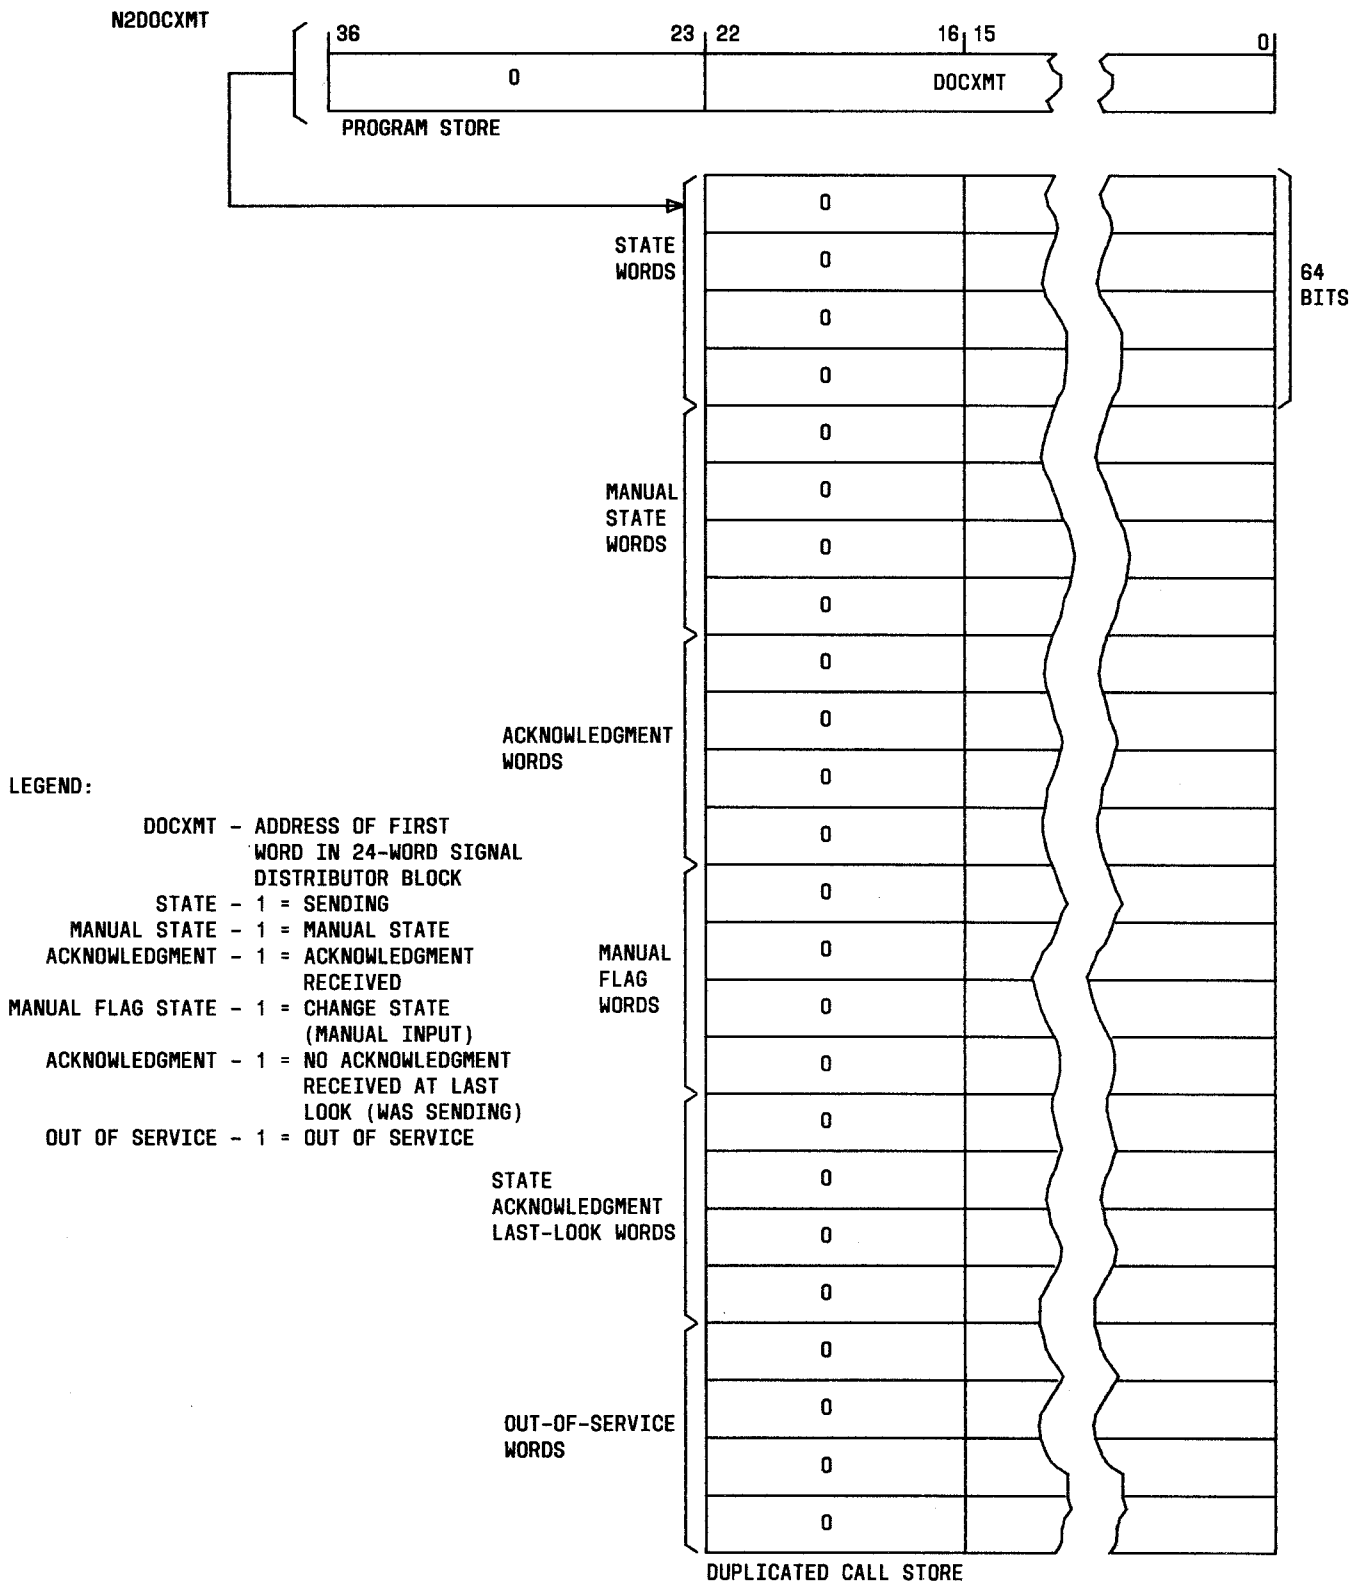 N2DOCXMT
36 23 22 16 15 0
0 DOCXMT
PROGRAM STORE
0
STATE
WORDS
0
64
BITS
0
0
0
MANUAL
STATE
WORDS
0
0
0
0
ACKNOWLEDGMENT
WORDS
0
0
0
LEGEND:
DOCXMT - ADDRESS OF FIRST
WORD IN 24-WORD SIGNAL
DISTRIBUTOR BLOCK
STATE - 1 = SENDING
MANUAL STATE - 1 = MANUAL STATE
ACKNOWLEDGMENT - 1 = ACKNOWLEDGMENT
RECEIVED
MANUAL FLAG STATE - 1 = CHANGE STATE
(MANUAL INPUT)
ACKNOWLEDGMENT - 1 = NO ACKNOWLEDGMENT
RECEIVED AT LAST
LOOK (WAS SENDING)
OUT OF SERVICE - 1 = OUT OF SERVICE
0
MANUAL
FLAG
WORDS
0
0
0
0
STATE
ACKNOWLEDGMENT
LAST-LOOK WORDS
0
0
0
0
OUT-OF-SERVICE
WORDS
0
0
0
DUPLICATED CALL STORE